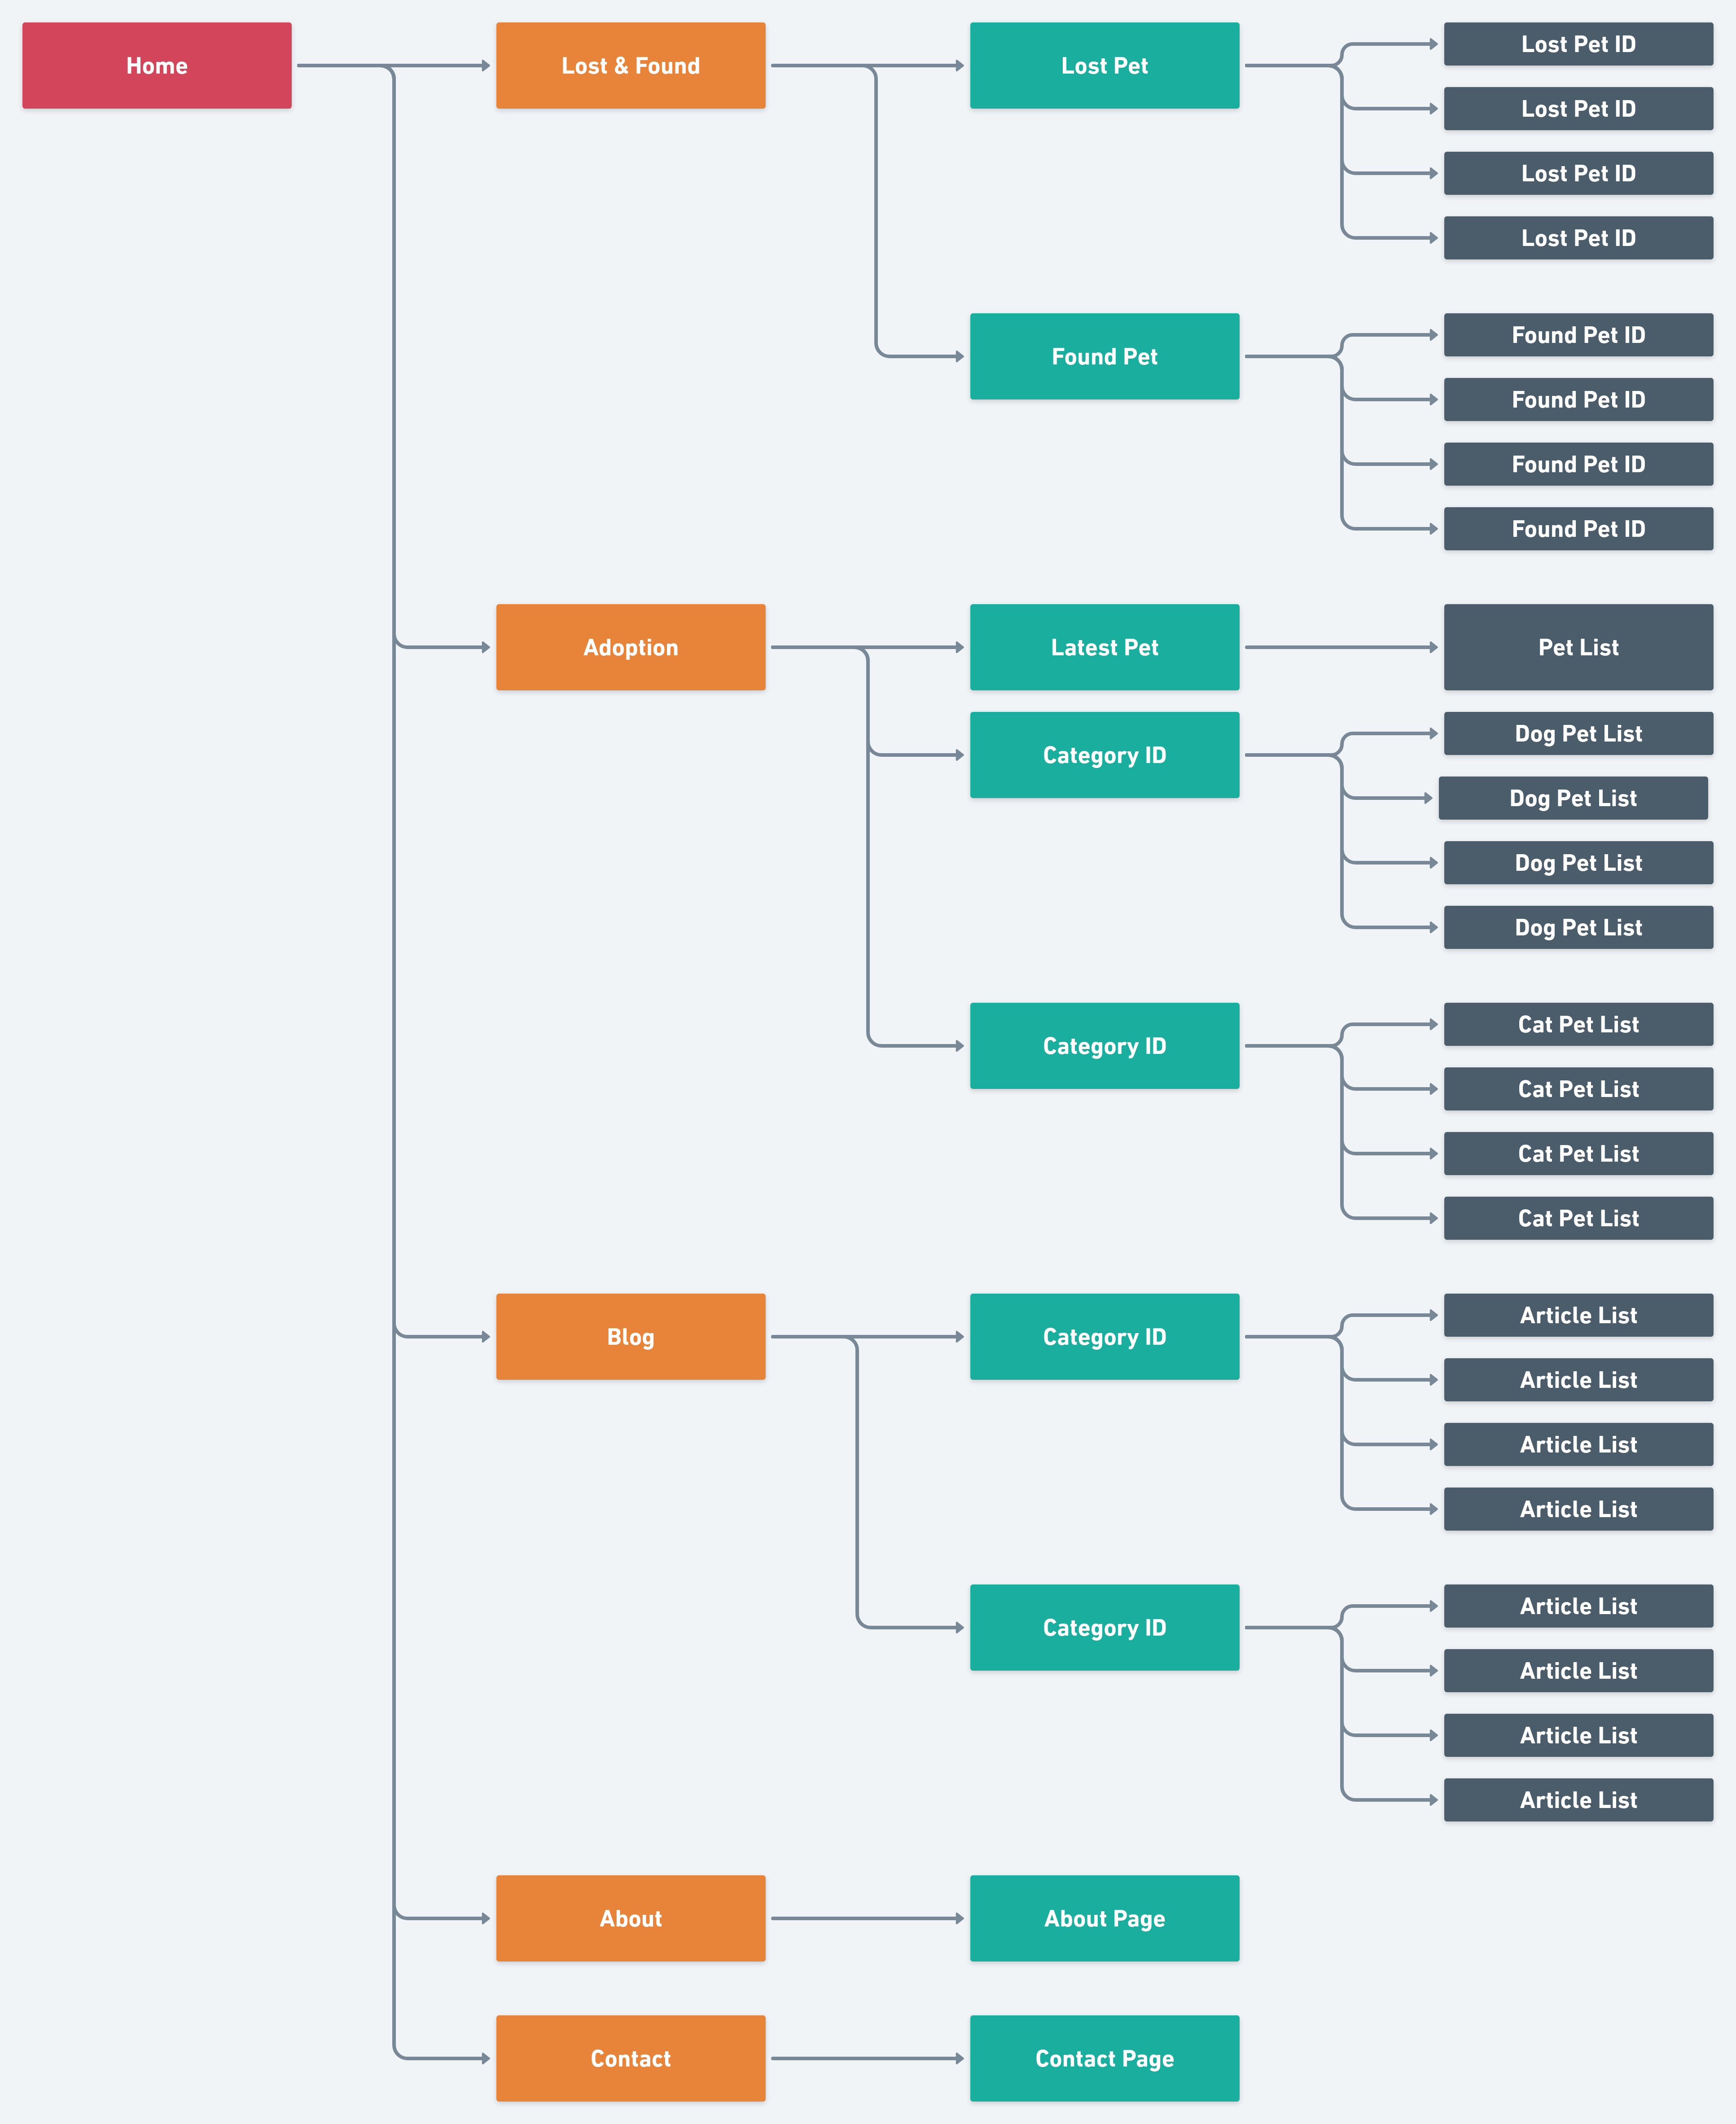 Home
Lost & Found
Lost Pet
Lost Pet ID
Lost Pet ID
Lost Pet ID
Lost Pet ID
Found Pet
Found Pet ID
Found Pet ID
Found Pet ID
Found Pet ID
Adoption
Latest Pet
Pet List
Category ID
Dog Pet List
Dog Pet List
Dog Pet List
Dog Pet List
Category ID
Cat Pet List
Cat Pet List
Cat Pet List
Cat Pet List
Blog
Category ID
Article List
Article List
Article List
Article List
Category ID
Article List
Article List
Article List
Article List
About
About Page
Contact
Contact Page